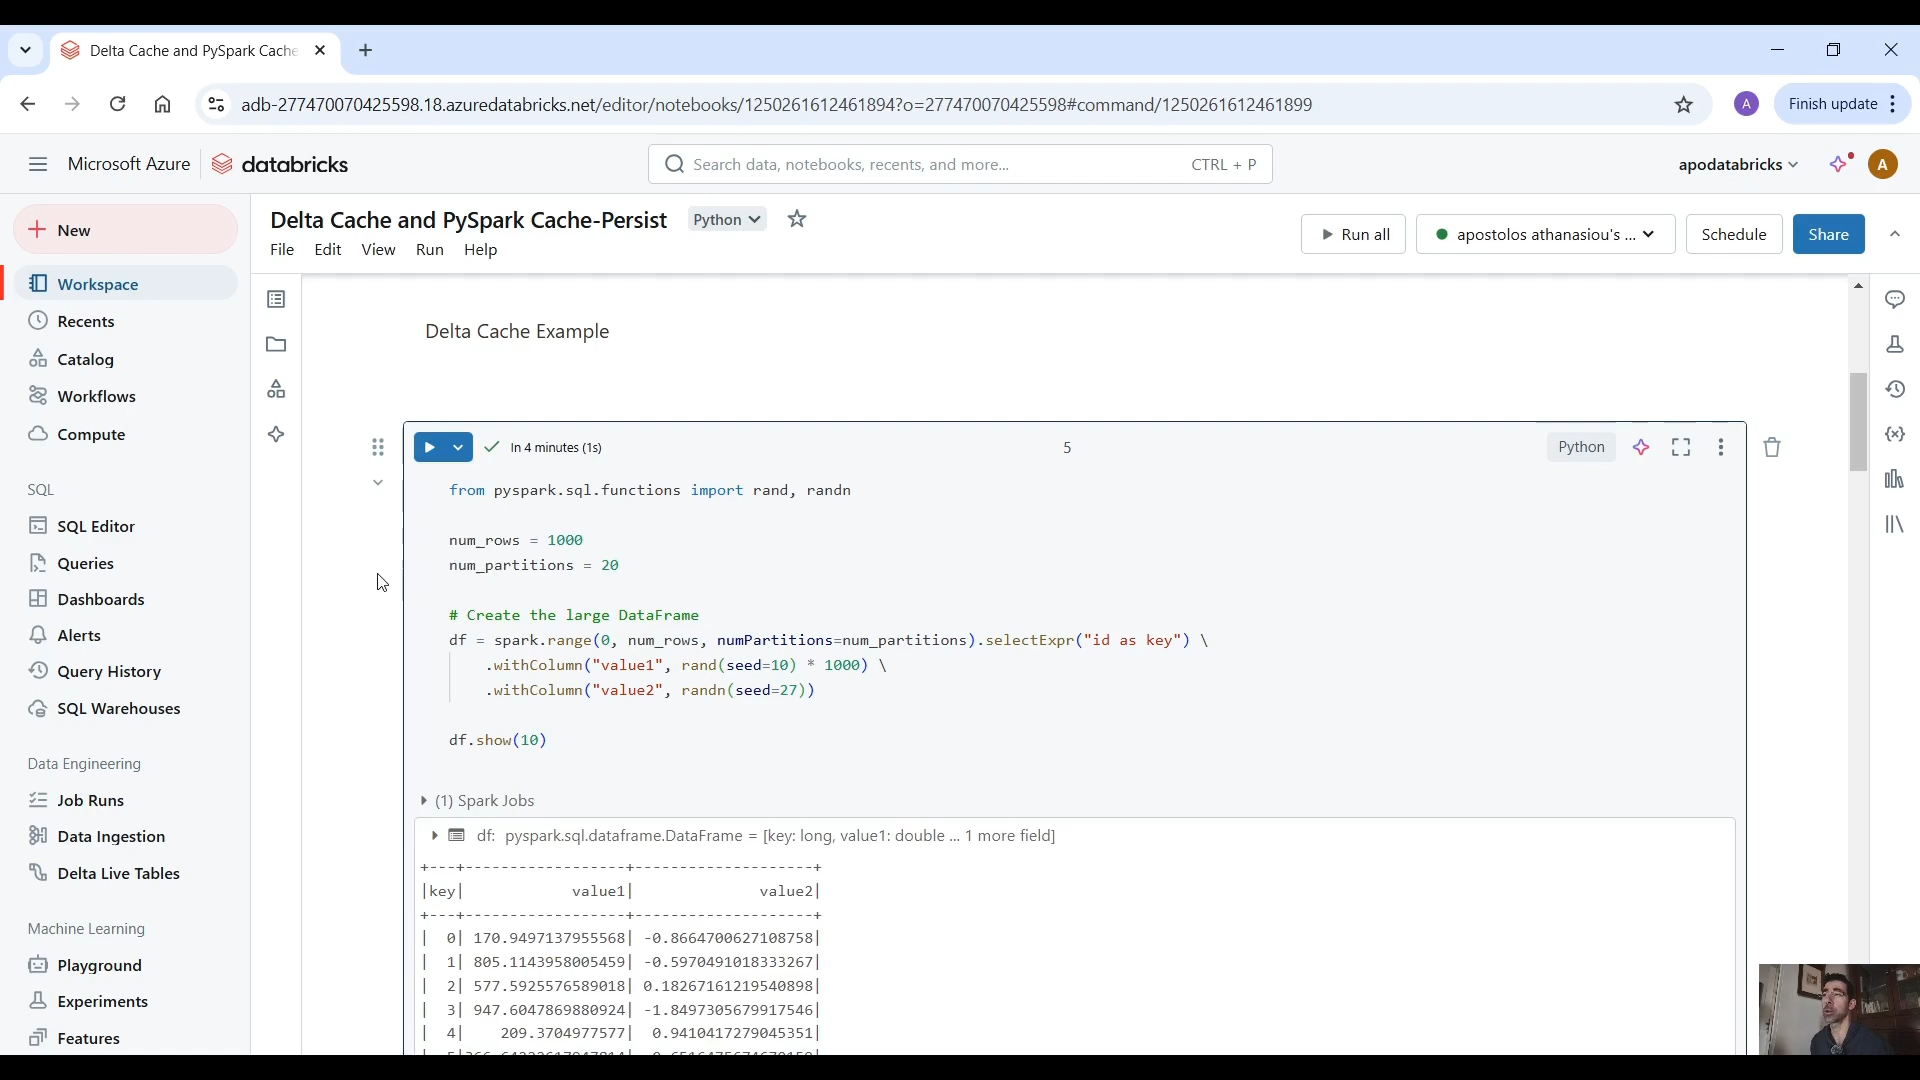 Delta Cache and PySpark Cache
adb-277470070425598.18.azuredatabricks.net/editor/notebooks/1250261612461894?o=277470070425598#command/1250261612461899
A
Finish update
Microsoft Azure
databricks
Search data, notebooks, recents, and more...
CTRL + P
apodatabricks
A
New
Workspace
Recents
Catalog
Workflows
Compute
SQL
SQL Editor
Queries
Dashboards
Alerts
Query History
SQL Warehouses
Data Engineering
Job Runs
Data Ingestion
Delta Live Tables
Machine Learning
Playground
Experiments
Features
Delta Cache and PySpark Cache-Persist
Python
File Edit View Run Help
Run all
apostolos athanasiou's ...
Schedule
Share
Delta Cache Example
In 4 minutes (1s)
5
Python
from pyspark.sql.functions import rand, randn
num_rows = 1000
num_partitions = 20
# Create the large DataFrame
df = spark.range(0, num_rows, numPartitions=num_partitions).selectExpr("id as key") \
.withColumn("value1", rand(seed=10) * 1000) \
.withColumn("value2", randn(seed=27))
df.show(10)
(1) Spark Jobs
df: pyspark.sql.dataframe.DataFrame = [key: long, value1: double ... 1 more field]
+---+------------------+--------------------+
|key|            value1|              value2|
+---+------------------+--------------------+
|  0| 170.9497137955568| -0.8664700627108758|
|  1| 805.1143958005459| -0.5970491018333267|
|  2| 577.5925576589018| 0.18267161219540898|
|  3| 947.6047869880924| -1.8497305679917546|
|  4|    209.3704977577|  0.9410417279045351|